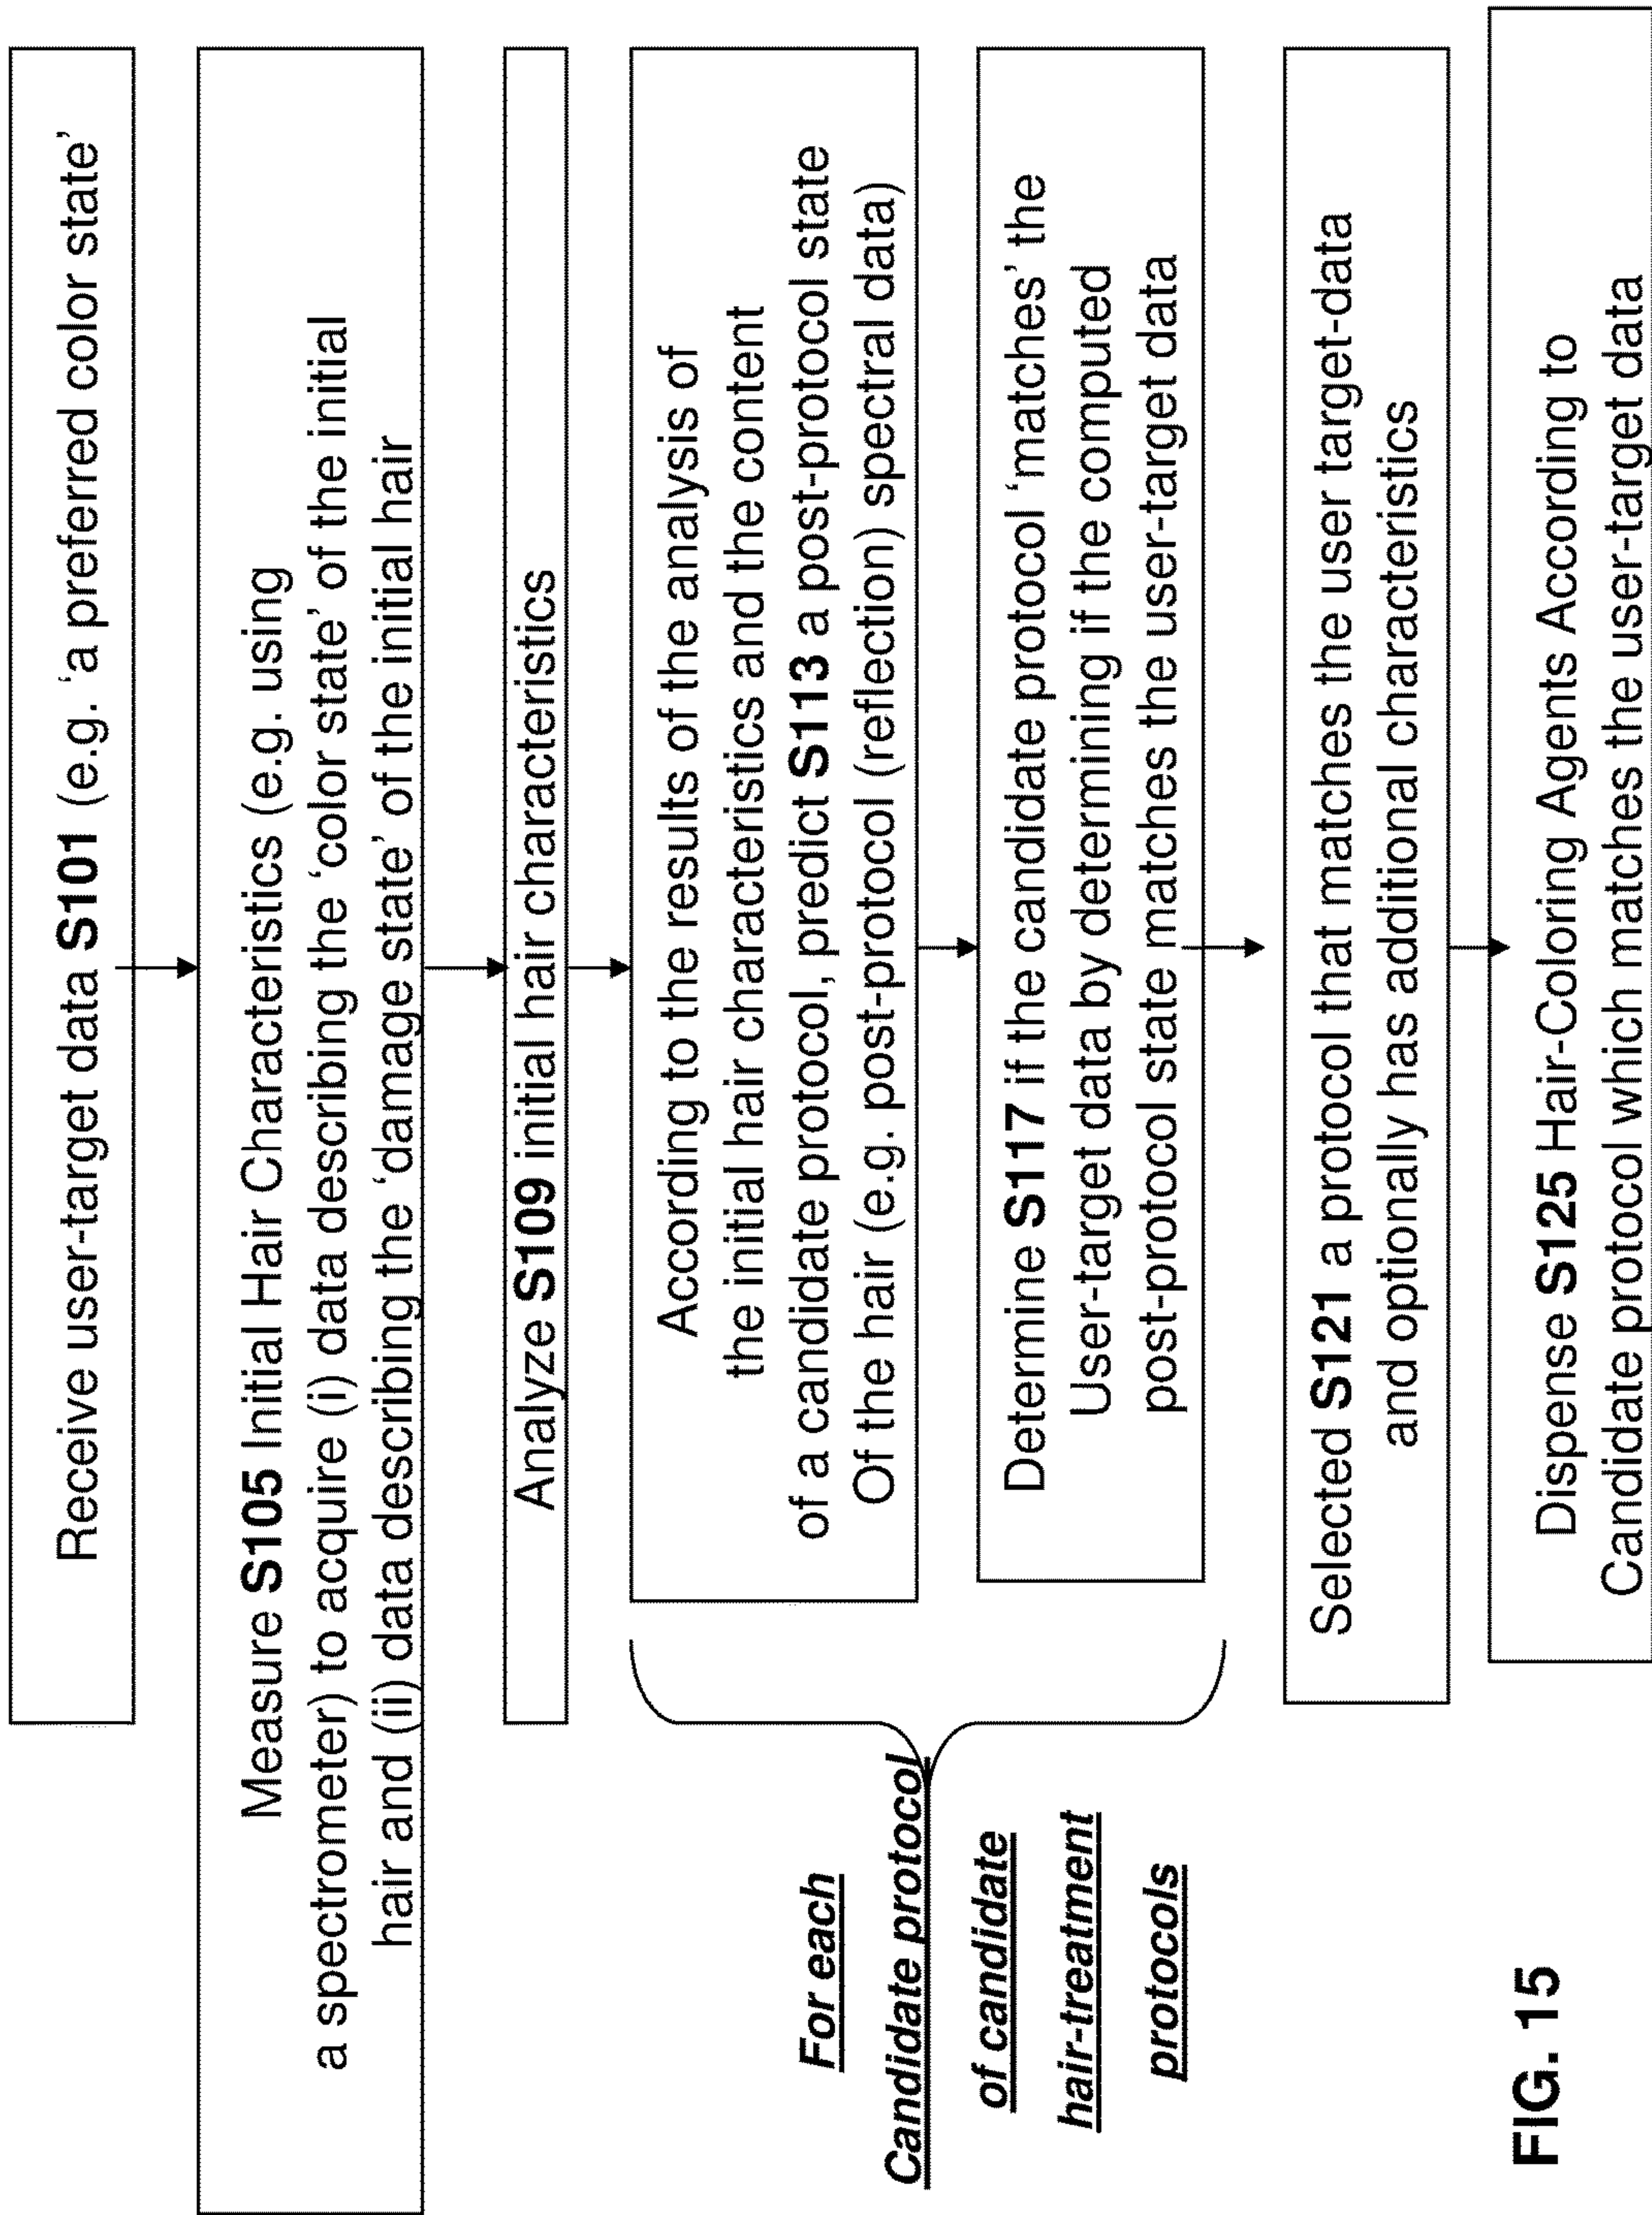 Receive user-target data S101 (e.g. ‘a preferred color state’
Measure S105 Initial Hair Characteristics (e.g. using
a spectrometer) to acquire (i) data describing the ‘color state’ of the initial
hair and (ii) data describing the ‘damage state’ of the initial hair
Analyze S109 initial hair characteristics
For each
Candidate protocol
of candidate
hair-treatment
protocols
According to the results of the analysis of
the initial hair characteristics and the content
of a candidate protocol, predict S113 a post-protocol state
Of the hair (e.g. post-protocol (reflection) spectral data)
Determine S117 if the candidate protocol ‘matches’ the
User-target data by determining if the computed
post-protocol state matches the user-target data
Selected S121 a protocol that matches the user target-data
and optionally has additional characteristics
Dispense S125 Hair-Coloring Agents According to
Candidate protocol which matches the user-target data
FIG. 15